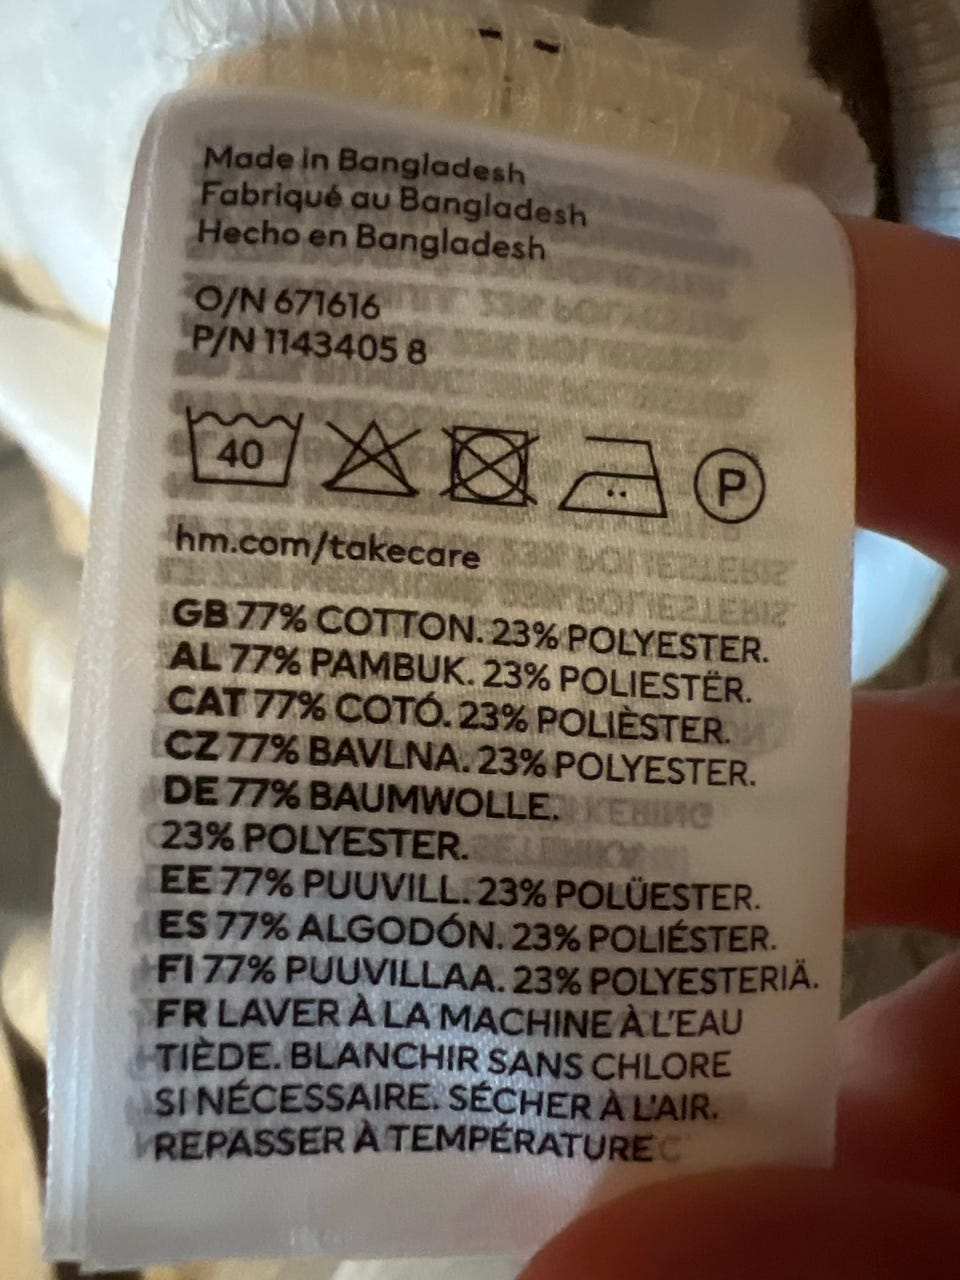 Made in Bangladesh
Fabriqué au Bangladesh
Hecho en Bangladesh
O/N 671616
P/N 1143405 8
40
P
hm.com/takecare
GB 77% COTTON. 23% POLYESTER.
AL 77% PAMBUK. 23% POLIESTËR.
CAT 77% COTÓ. 23% POLIÈSTER.
CZ 77% BAVLNA. 23% POLYESTER.
DE 77% BAUMWOLLE.
23% POLYESTER.
EE 77% PUUVILL. 23% POLÜESTER.
ES 77% ALGODÓN. 23% POLIÉSTER.
FI 77% PUUVILLAA. 23% POLYESTERIÄ.
FR LAVER À LA MACHINE À L'EAU
TIÈDE. BLANCHIR SANS CHLORE
SI NÉCESSAIRE. SÉCHER À L'AIR.
REPASSER À TEMPÉRATURE